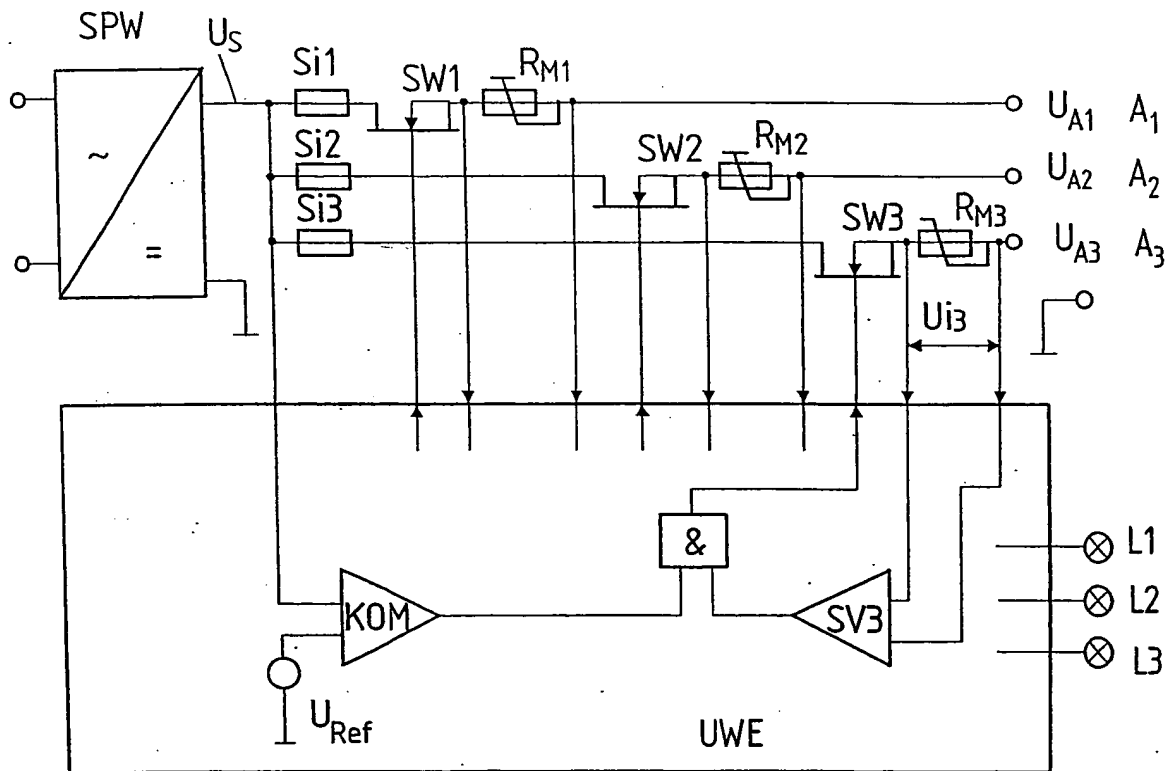 SPW
U_S
Si1
SW1
R_M1
U_A1 A_1
Si2
SW2
R_M2
U_A2 A_2
Si3
SW3
R_M3
U_A3 A_3
~
=
Ui3
&
L1
KOM
SV3
L2
L3
U_Ref
UWE